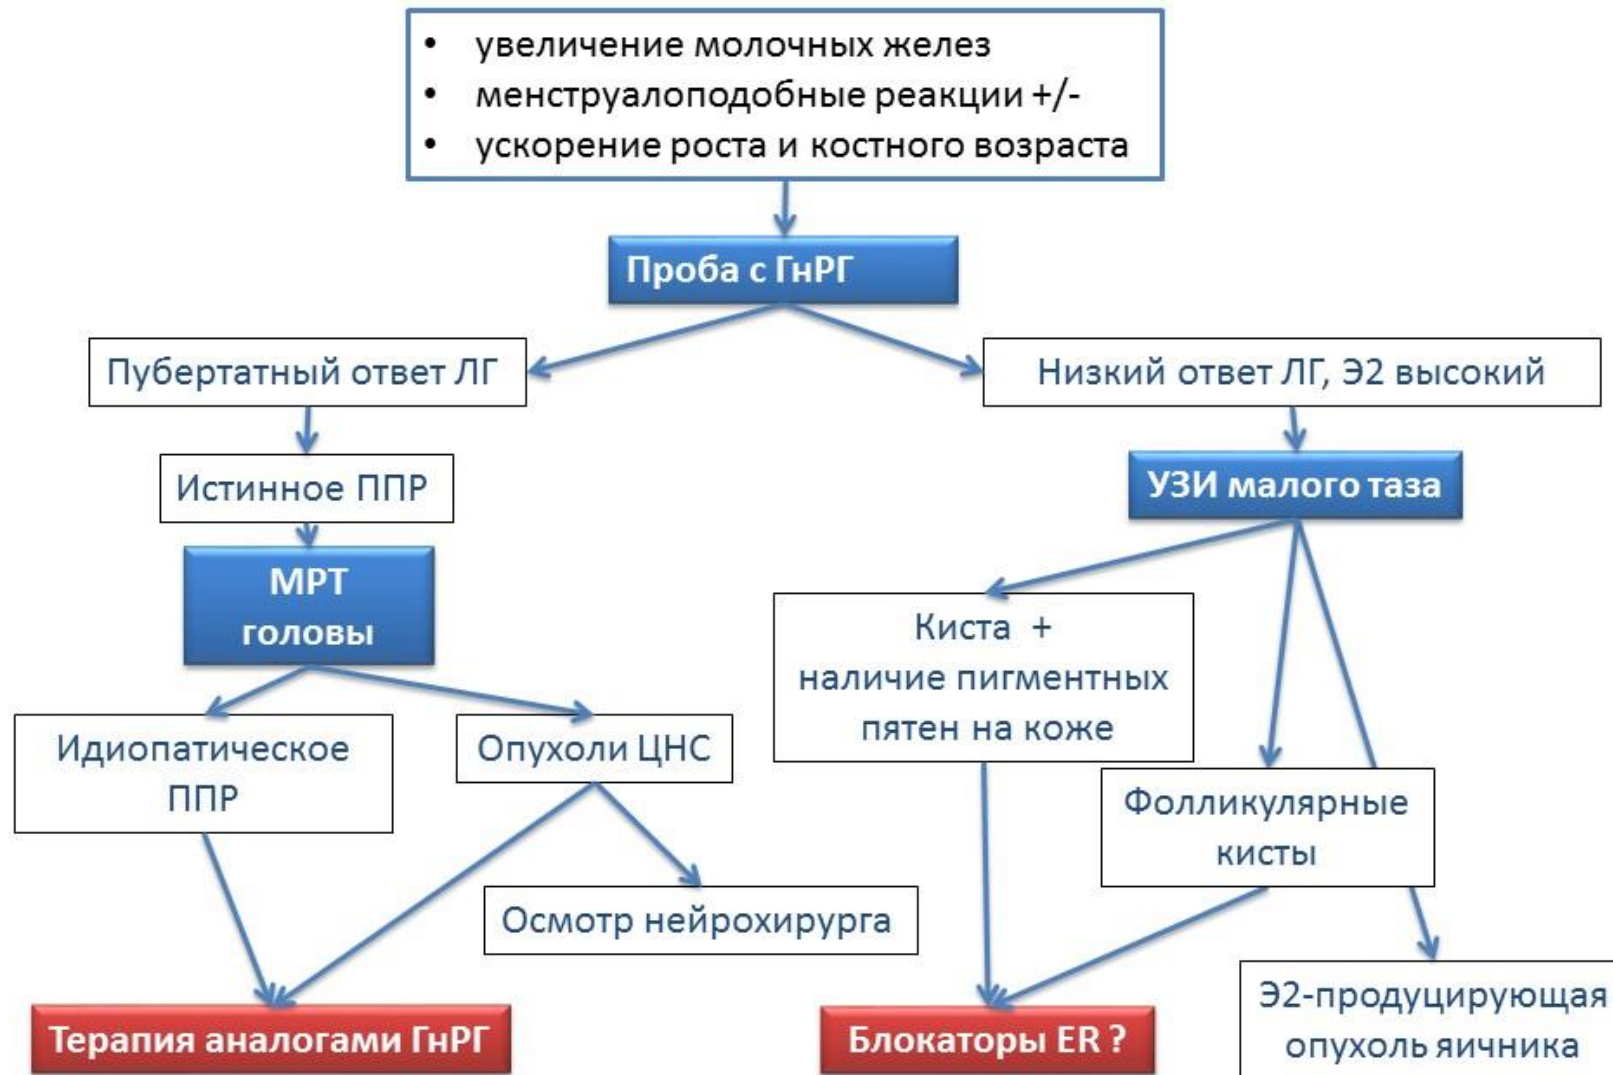 • увеличение молочных желез
• менструалоподобные реакции +/-
• ускорение роста и костного возраста
Проба с ГнРГ
Пубертатный ответ ЛГ
Низкий ответ ЛГ, Э2 высокий
Истинное ППР
УЗИ малого таза
МРТ
головы
Киста +
наличие пигментных
пятен на коже
Идиопатическое
ППР
Опухоли ЦНС
Фолликулярные
кисты
Осмотр нейрохирурга
Э2-продуцирующая
опухоль яичника
Терапия аналогами ГнРГ
Блокаторы ER ?